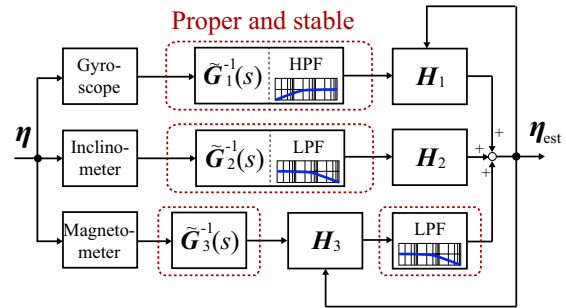 Proper and stable
Gyro-
scope
G̃₁⁻¹(s)
HPF
H₁
η
Inclino-
meter
G̃₂⁻¹(s)
LPF
H₂
+
+
+
ηest
Magneto-
meter
G̃₃⁻¹(s)
H₃
LPF